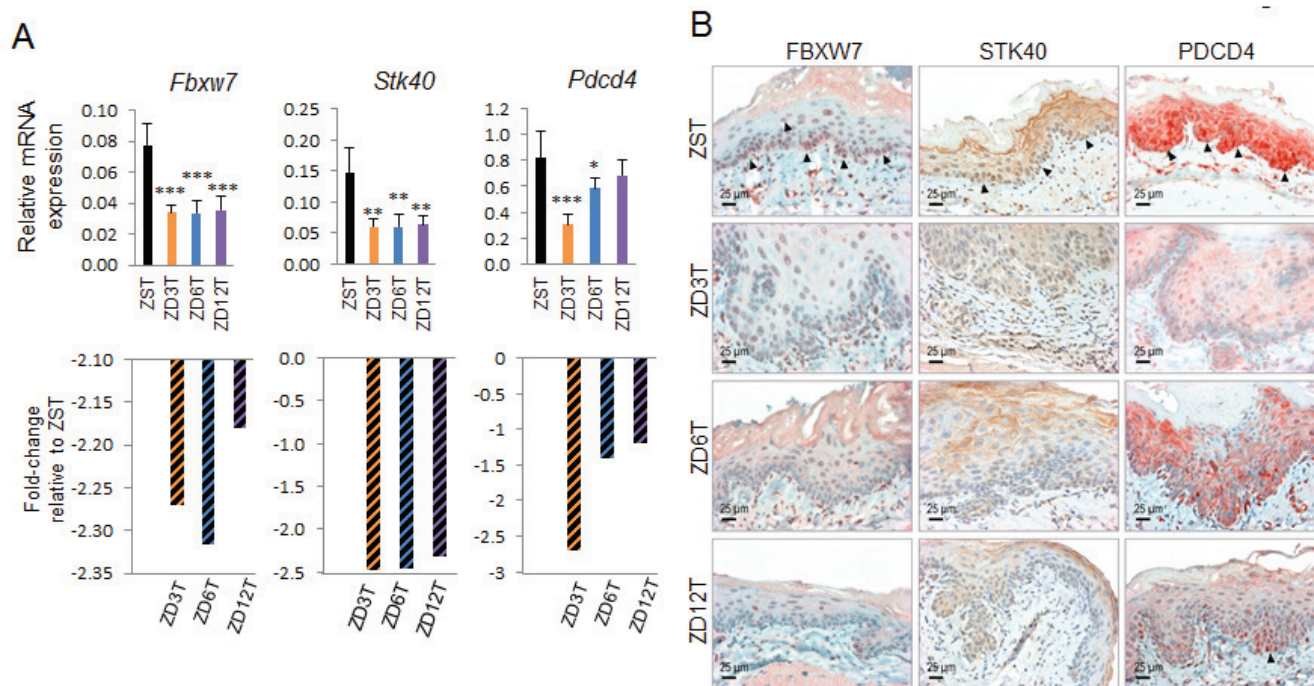 A
Fbxw7
Stk40
Pdcd4
Relative mRNA
expression
0.10
0.08
0.06
0.04
0.02
0.00
***
***
***
ZST
ZD3T
ZD6T
ZD12T
0.25
0.20
0.15
0.10
0.05
0.00
**
**
**
ZST
ZD3T
ZD6T
ZD12T
1.2
1.0
0.8
0.6
0.4
0.2
0.0
***
*
ZST
ZD3T
ZD6T
ZD12T
Fold-change
relative to ZST
-2.10
-2.15
-2.20
-2.25
-2.30
-2.35
ZD3T
ZD6T
ZD12T
0.0
-0.5
-1.0
-1.5
-2.0
-2.5
ZD3T
ZD6T
ZD12T
0
-0.5
-1
-1.5
-2
-2.5
-3
ZD3T
ZD6T
ZD12T
B
FBXW7 STK40 PDCD4
ZST
25 µm 25 µm 25 µm
ZD3T
25 µm 25 µm 25 µm
ZD6T
25 µm 25 µm 25 µm
ZD12T
25 µm 25 µm 25 µm